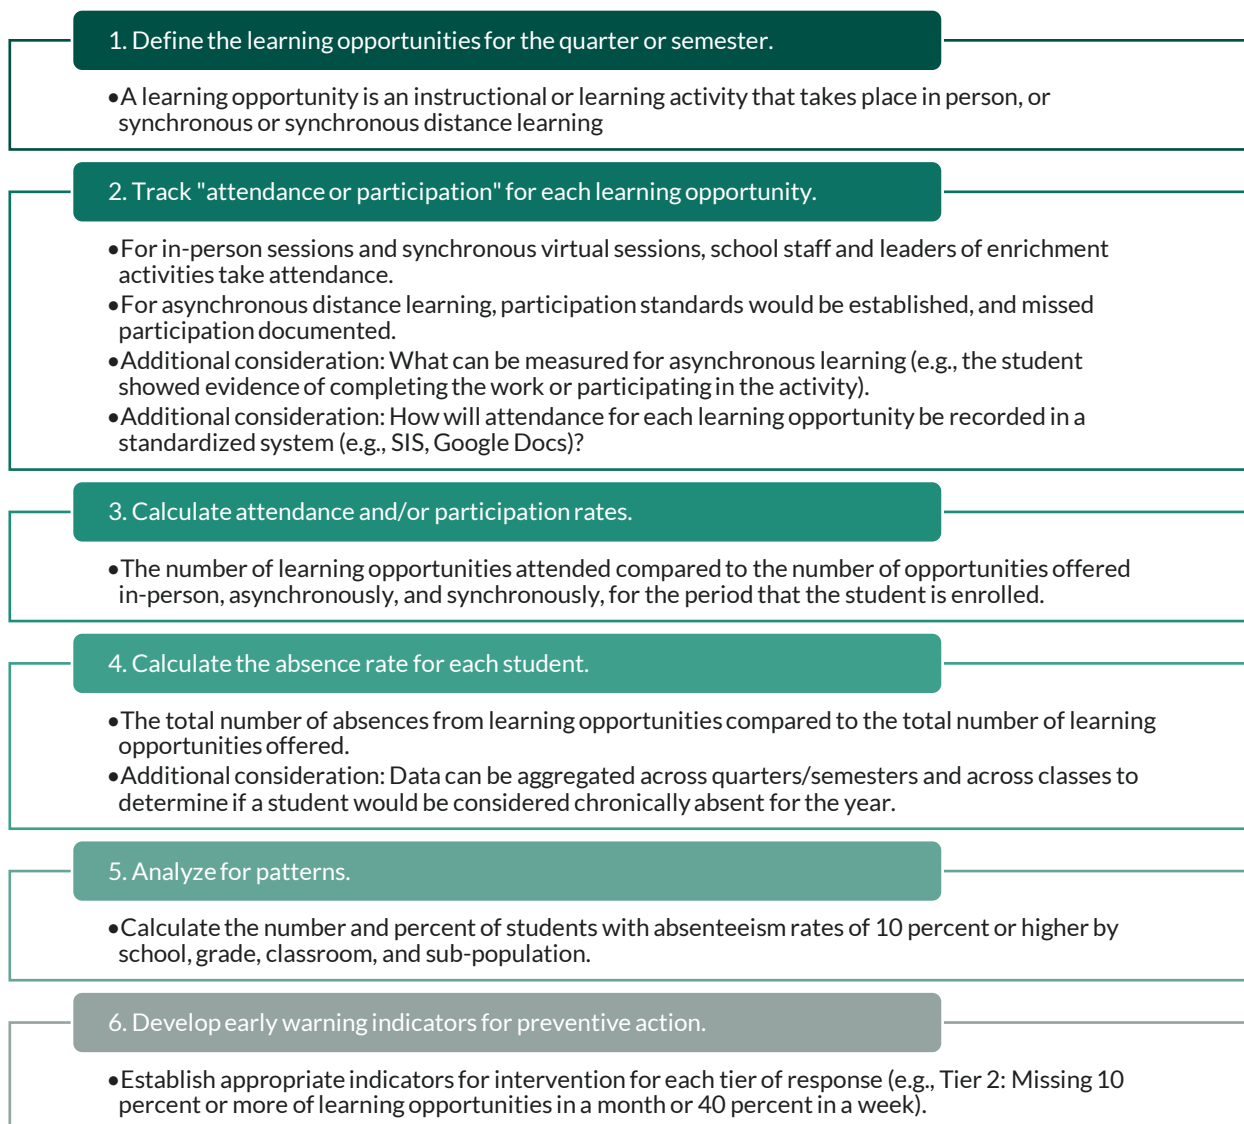 1. Define the learning opportunities for the quarter or semester.
•A learning opportunity is an instructional or learning activity that takes place in person, or
synchronous or synchronous distance learning
2. Track "attendance or participation" for each learning opportunity.
•For in-person sessions and synchronous virtual sessions, school staff and leaders of enrichment
activities take attendance.
•For asynchronous distance learning, participation standards would be established, and missed
participation documented.
•Additional consideration: What can be measured for asynchronous learning (e.g., the student
showed evidence of completing the work or participating in the activity).
•Additional consideration: How will attendance for each learning opportunity be recorded in a
standardized system (e.g., SIS, Google Docs)?
3. Calculate attendance and/or participation rates.
•The number of learning opportunities attended compared to the number of opportunities offered
in-person, asynchronously, and synchronously, for the period that the student is enrolled.
4. Calculate the absence rate for each student.
•The total number of absences from learning opportunities compared to the total number of learning
opportunities offered.
•Additional consideration: Data can be aggregated across quarters/semesters and across classes to
determine if a student would be considered chronically absent for the year.
5. Analyze for patterns.
•Calculate the number and percent of students with absenteeism rates of 10 percent or higher by
school, grade, classroom, and sub-population.
6. Develop early warning indicators for preventive action.
•Establish appropriate indicators for intervention for each tier of response (e.g., Tier 2: Missing 10
percent or more of learning opportunities in a month or 40 percent in a week).